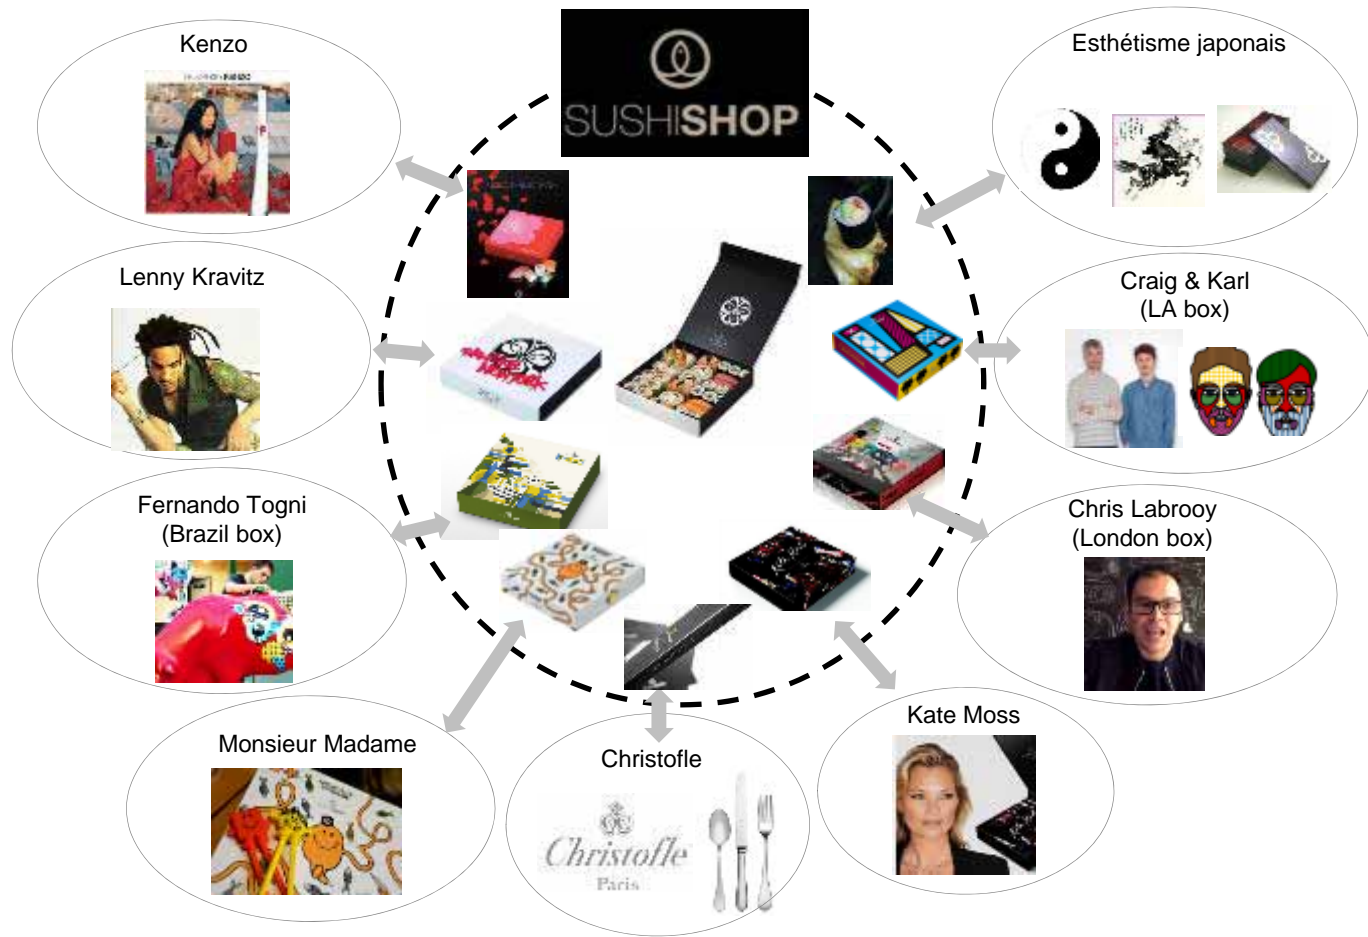 Kenzo
SUSHISHOP
Esthétisme japonais
Lenny Kravitz
Craig & Karl
(LA box)
Fernando Togni
(Brazil box)
Chris Labrooy
(London box)
Monsieur Madame
Christofle
Christofle
Paris
Kate Moss